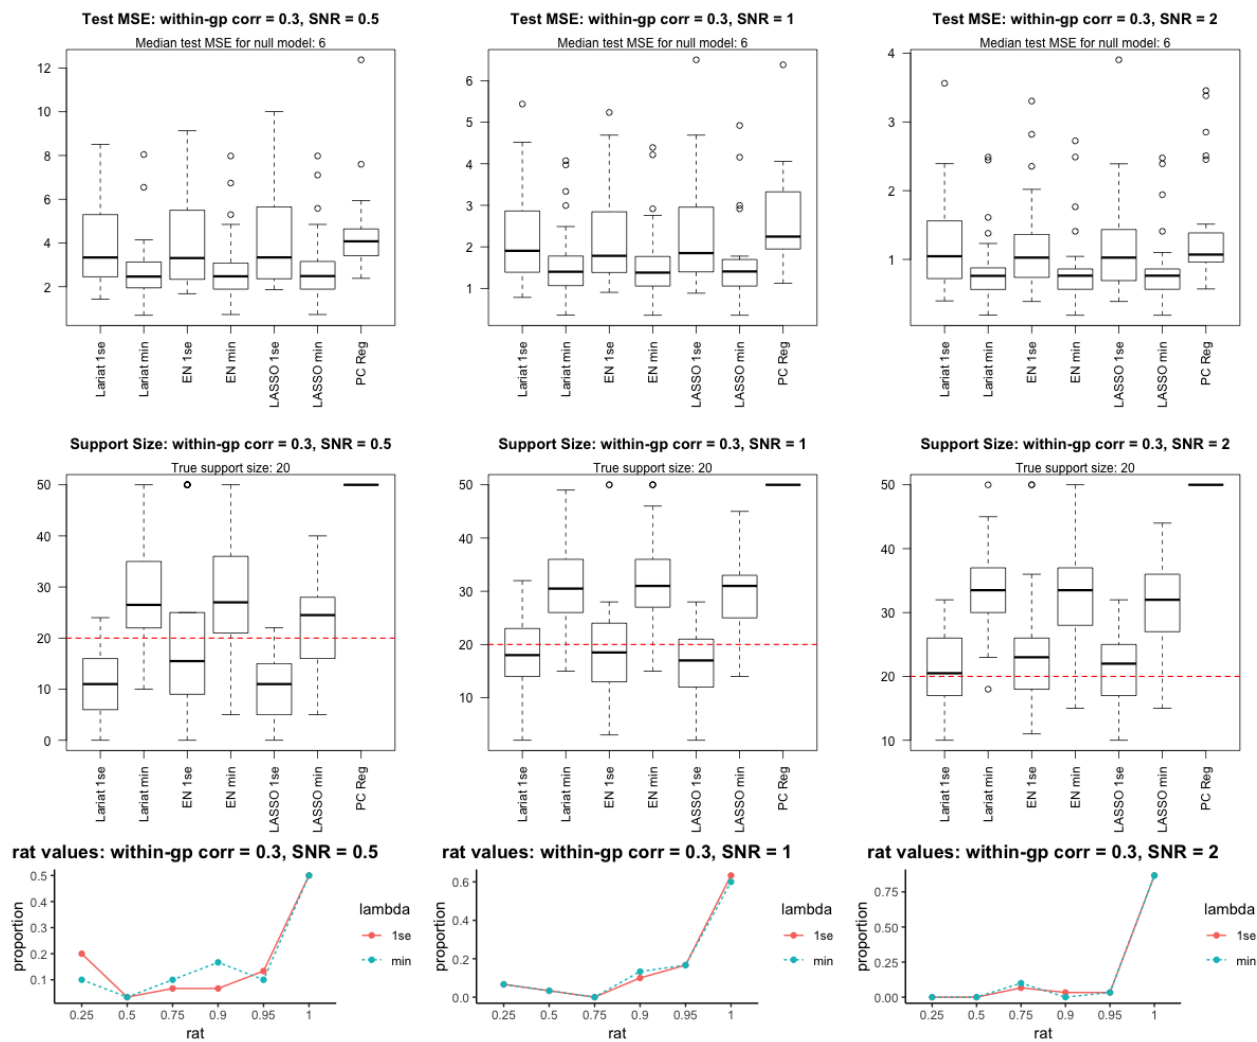 Test MSE: within-gp corr = 0.3, SNR = 0.5
Median test MSE for null model: 6
12
10
8
6
4
2
Lariat 1se
Lariat min
EN 1se
EN min
LASSO 1se
LASSO min
PC Reg
Test MSE: within-gp corr = 0.3, SNR = 1
Median test MSE for null model: 6
6
5
4
3
2
1
Lariat 1se
Lariat min
EN 1se
EN min
LASSO 1se
LASSO min
PC Reg
Test MSE: within-gp corr = 0.3, SNR = 2
Median test MSE for null model: 6
4
3
2
1
Lariat 1se
Lariat min
EN 1se
EN min
LASSO 1se
LASSO min
PC Reg
Support Size: within-gp corr = 0.3, SNR = 0.5
True support size: 20
50
40
30
20
10
0
Lariat 1se
Lariat min
EN 1se
EN min
LASSO 1se
LASSO min
PC Reg
Support Size: within-gp corr = 0.3, SNR = 1
True support size: 20
50
40
30
20
10
Lariat 1se
Lariat min
EN 1se
EN min
LASSO 1se
LASSO min
PC Reg
Support Size: within-gp corr = 0.3, SNR = 2
True support size: 20
50
40
30
20
10
Lariat 1se
Lariat min
EN 1se
EN min
LASSO 1se
LASSO min
PC Reg
rat values: within-gp corr = 0.3, SNR = 0.5
proportion
0.5
0.4
0.3
0.2
0.1
0.25 0.5 0.75 0.9 0.95 1
rat
lambda
1se
min
rat values: within-gp corr = 0.3, SNR = 1
proportion
0.6
0.4
0.2
0.0
0.25 0.5 0.75 0.9 0.95 1
rat
lambda
1se
min
rat values: within-gp corr = 0.3, SNR = 2
proportion
0.75
0.50
0.25
0.00
0.25 0.5 0.75 0.9 0.95 1
rat
lambda
1se
min